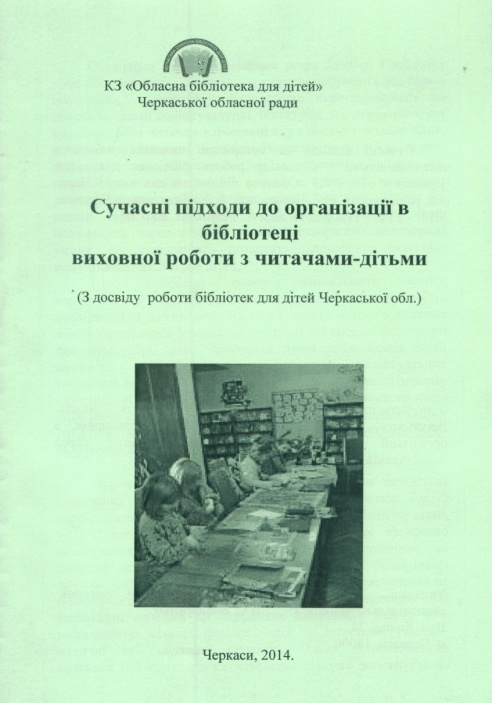 КЗ «Обласна бібліотека для дітей»
Черкаської обласної ради
Сучасні підходи до організації в
бібліотеці
виховної роботи з читачами-дітьми
(З досвіду роботи бібліотек для дітей Черкаської обл.)
Черкаси, 2014.